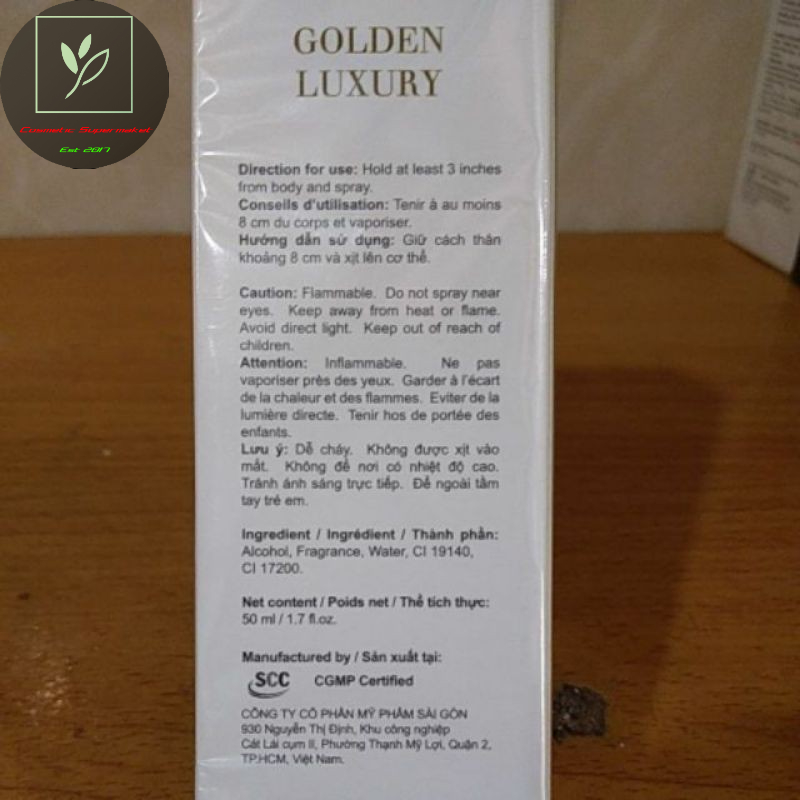 Cosmetic Supermaket
Est 2017
GOLDEN
LUXURY
Direction for use: Hold at least 3 inches
from body and spray.
Conseils d'utilisation: Tenir à au moins
8 cm du corps et vaporiser.
Hướng dẫn sử dụng: Giữ cách thân
khoảng 8 cm và xịt lên cơ thể.
Caution: Flammable. Do not spray near
eyes. Keep away from heat or flame.
Avoid direct light. Keep out of reach of
children.
Attention: Inflammable. Ne pas
vaporiser près des yeux. Garder à l'écart
de la chaleur et des flammes. Eviter de la
lumière directe. Tenir hos de portée des
enfants.
Lưu ý: Dễ cháy. Không được xịt vào
mắt. Không để nơi có nhiệt độ cao.
Tránh ánh sáng trực tiếp. Để ngoài tầm
tay trẻ em.
Ingredient / Ingrédient / Thành phần:
Alcohol, Fragrance, Water, CI 19140,
CI 17200.
Net content / Poids net / Thể tích thực:
50 ml / 1.7 fl.oz.
Manufactured by / Sản xuất tại:
SCC CGMP Certified
CÔNG TY CỔ PHẦN MỸ PHẨM SÀI GÒN
930 Nguyễn Thị Định, Khu công nghiệp
Cát Lái cụm II, Phường Thạnh Mỹ Lợi, Quận 2,
TP.HCM, Việt Nam.